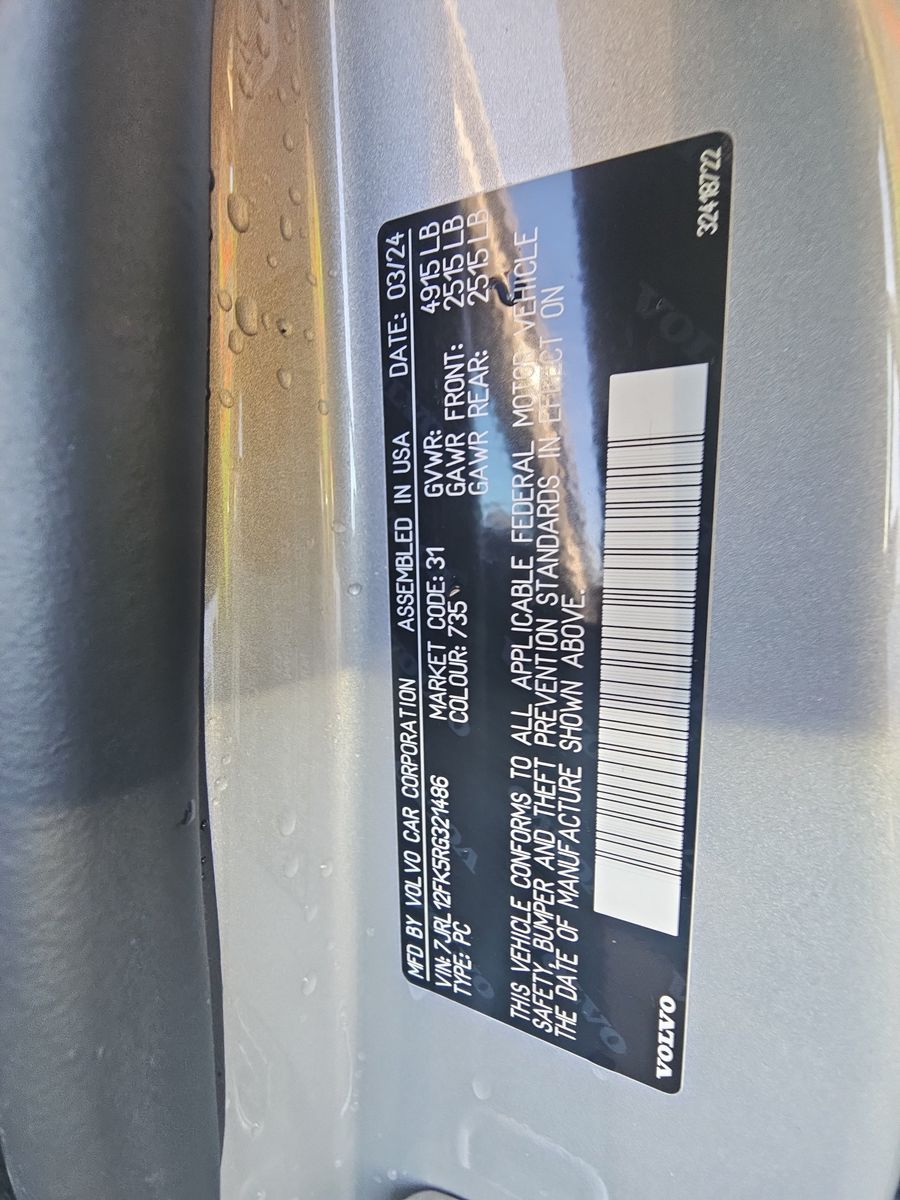 MFD BY VOLVO CAR CORPORATION ASSEMBLED IN USA DATE: 03/24
VIN: 7JRL12FK5RG321486 MARKET CODE: 31 GVWR: 4915 LB
TYPE: PC COLOUR: 735 GAWR FRONT: 2515 LB
GAWR REAR: 2515 LB
THIS VEHICLE CONFORMS TO ALL APPLICABLE FEDERAL MOTOR VEHICLE
SAFETY, BUMPER AND THEFT PREVENTION STANDARDS IN EFFECT ON
THE DATE OF MANUFACTURE SHOWN ABOVE.
VOLVO 32418722